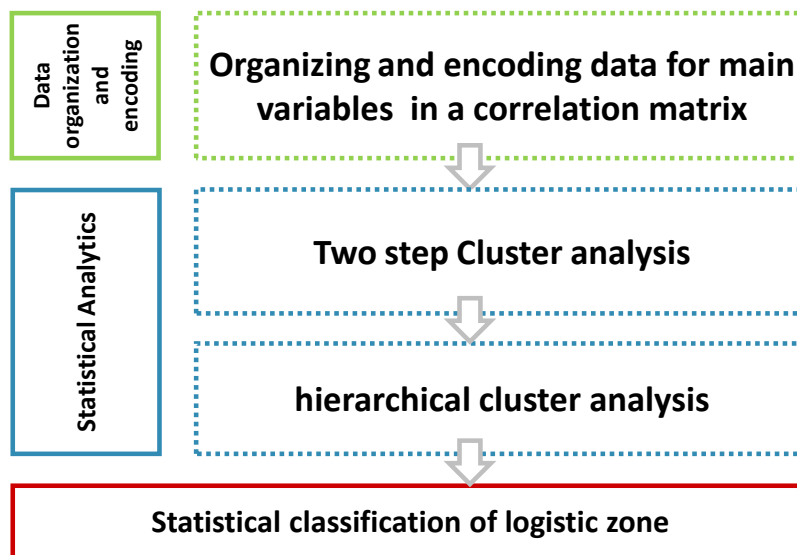 Data
organization
and
encoding
Organizing and encoding data for main
variables in a correlation matrix
Statistical Analytics
Two step Cluster analysis
hierarchical cluster analysis
Statistical classification of logistic zone